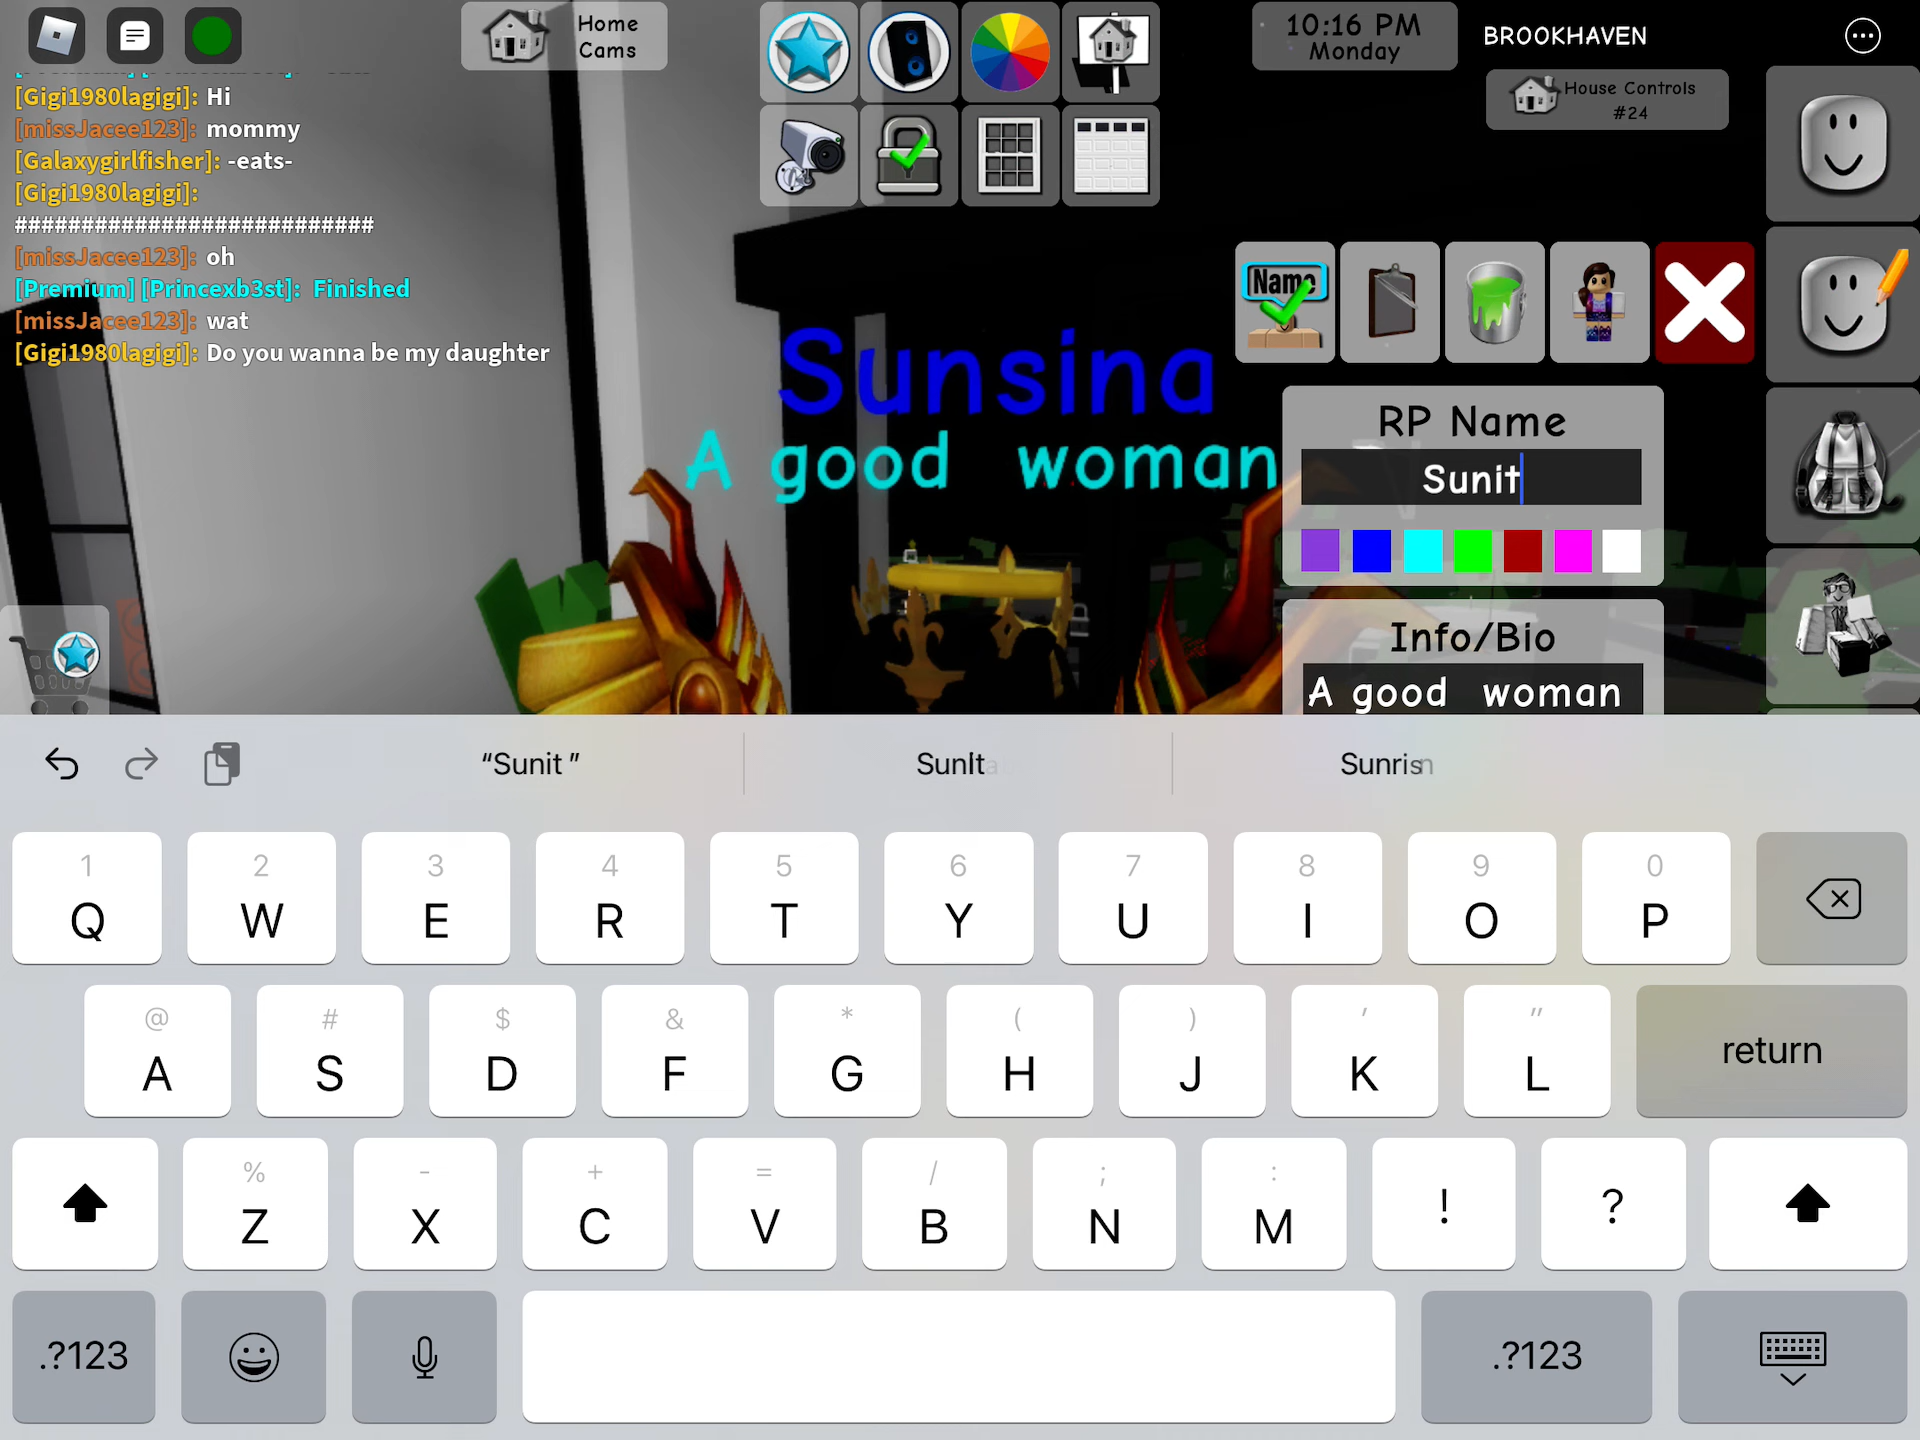 Home
Cams
10:16 PM
Monday
BROOKHAVEN
House Controls
#24
[Gigi1980lagigi]: Hi
[missJacee123]: mommy
[Galaxygirlfisher]: -eats-
[Gigi1980lagigi]:
###########################
[missJacee123]: oh
[Premium] [Princexb3st]: Finished
[missJacee123]: wat
[Gigi1980lagigi]: Do you wanna be my daughter
Name
Sunsina
A good woman
RP Name
Sunit
Info/Bio
A good woman
“Sunit ”
SunIt
Sunris
1 2 3 4 5 6 7 8 9 0
Q W E R T Y U I O P
@ # $ & * ( ) ' "
A S D F G H J K L return
% - + = / ; :
Z X C V B N M ! ?
.?123 .?123